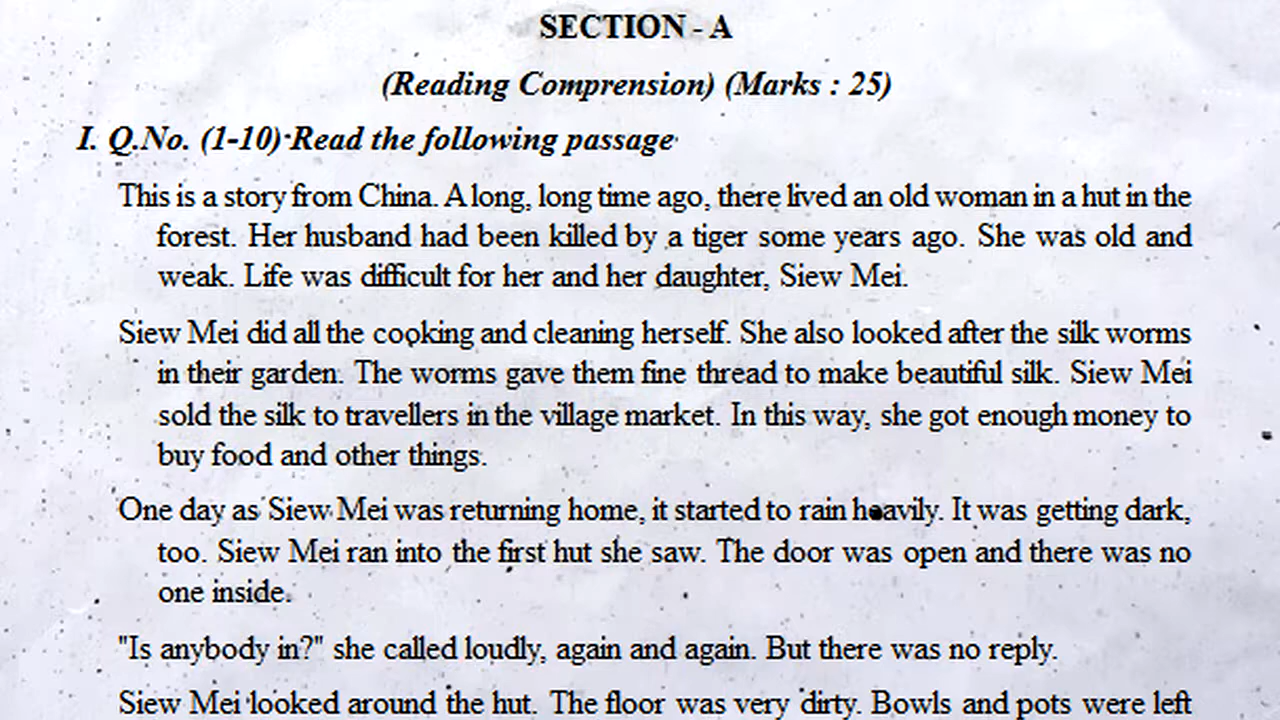 SECTION - A
(Reading Comprension) (Marks : 25)
I. Q.No. (1-10) Read the following passage
This is a story from China. A long, long time ago, there lived an old woman in a hut in the
forest. Her husband had been killed by a tiger some years ago. She was old and
weak. Life was difficult for her and her daughter, Siew Mei.
Siew Mei did all the cooking and cleaning herself. She also looked after the silk worms
in their garden. The worms gave them fine thread to make beautiful silk. Siew Mei
sold the silk to travellers in the village market. In this way, she got enough money to
buy food and other things.
One day as Siew Mei was returning home, it started to rain heavily. It was getting dark,
too. Siew Mei ran into the first hut she saw. The door was open and there was no
one inside.
"Is anybody in?" she called loudly, again and again. But there was no reply.
Siew Mei looked around the hut. The floor was very dirty. Bowls and pots were left